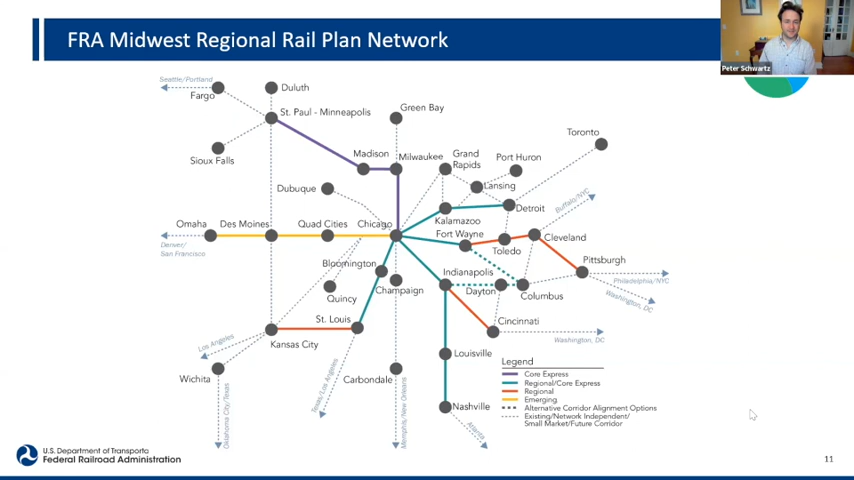 FRA Midwest Regional Rail Plan Network
Peter Schwartz
Seattle/Portland
Fargo
Duluth
St. Paul - Minneapolis
Green Bay
Toronto
Sioux Falls
Madison
Milwaukee
Grand
Rapids
Port Huron
Dubuque
Lansing
Buffalo/NYC
Detroit
Kalamazoo
Omaha
Des Moines
Quad Cities
Chicago
Fort Wayne
Toledo
Cleveland
Denver/
San Francisco
Pittsburgh
Bloomington
Indianapolis
Philadelphia/NYC
Champaign
Dayton
Columbus
Washington, DC
Quincy
St. Louis
Cincinnati
Washington, DC
Los Angeles
Kansas City
Louisville
Wichita
Texas/Los Angeles
Carbondale
Oklahoma City/Texas
Memphis/New Orleans
Nashville
Atlanta
Legend
Core Express
Regional/Core Express
Regional
Emerging
Alternative Corridor Alignment Options
Existing/Network Independent/
Small Market/Future Corridor
U.S. Department of Transporta
Federal Railroad Administration
11